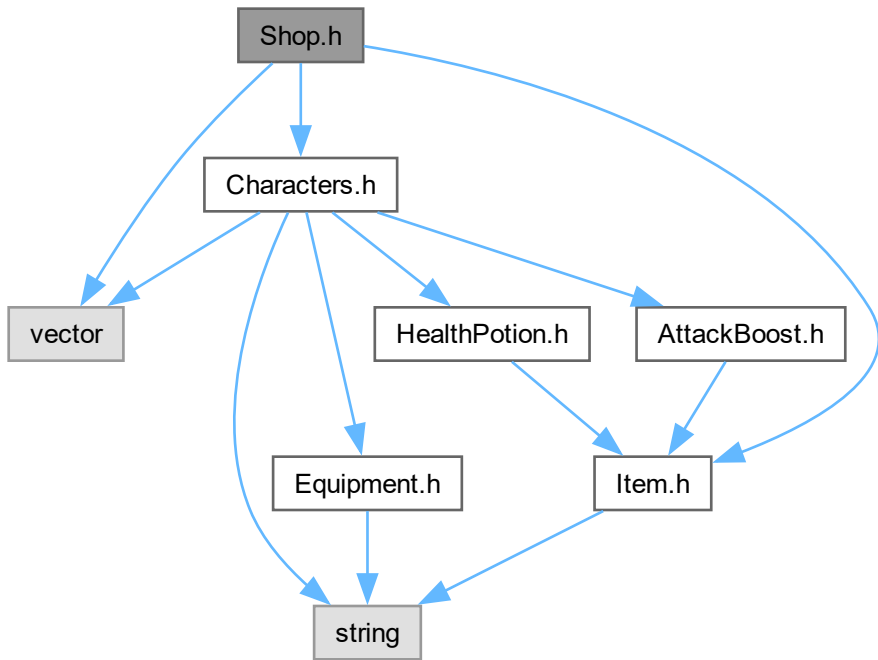 Shop.h
Characters.h
vector
HealthPotion.h
AttackBoost.h
Equipment.h
Item.h
string